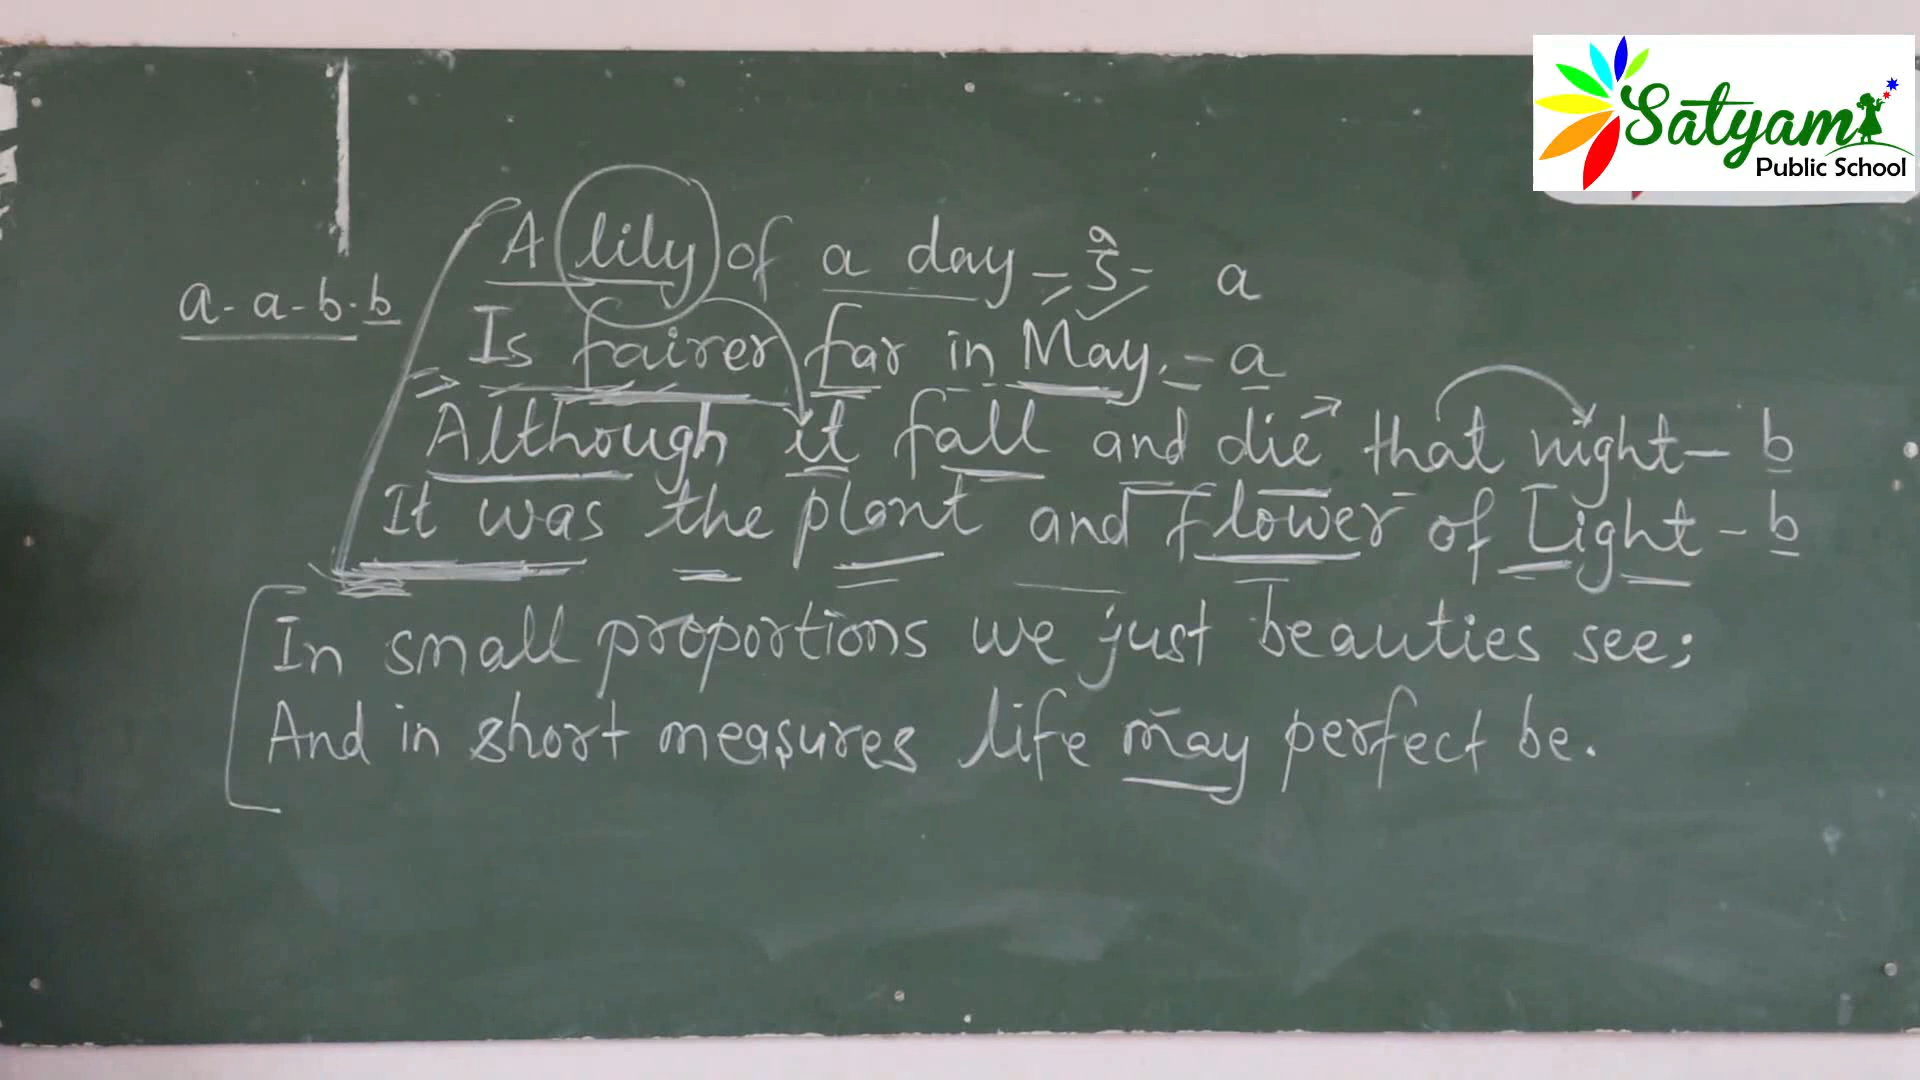 Satyam
Public School
A lily of a day - a
Is fairer far in May. - a
a-a-b-b
Although it fall and die that night - b
It was the plant and flower of Light - b
In small proportions we just beauties see;
And in short measures life may perfect be.